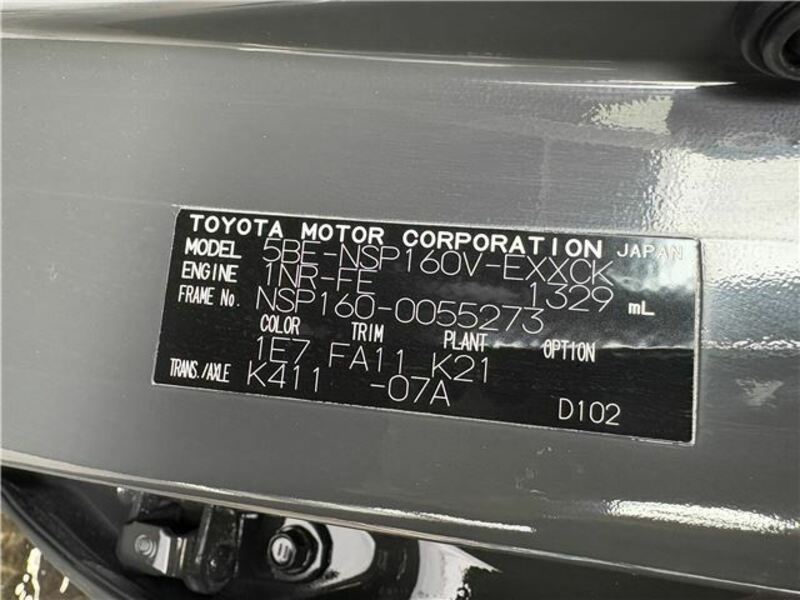 TOYOTA MOTOR CORPORATION JAPAN
MODEL 5BE-NSP160V-EXXCK
ENGINE 1NR-FE 1329 mL
FRAME No. NSP160-0055273
COLOR TRIM PLANT OPTION
1E7 FA11 K21
TRANS./AXLE K411 -07A
D102